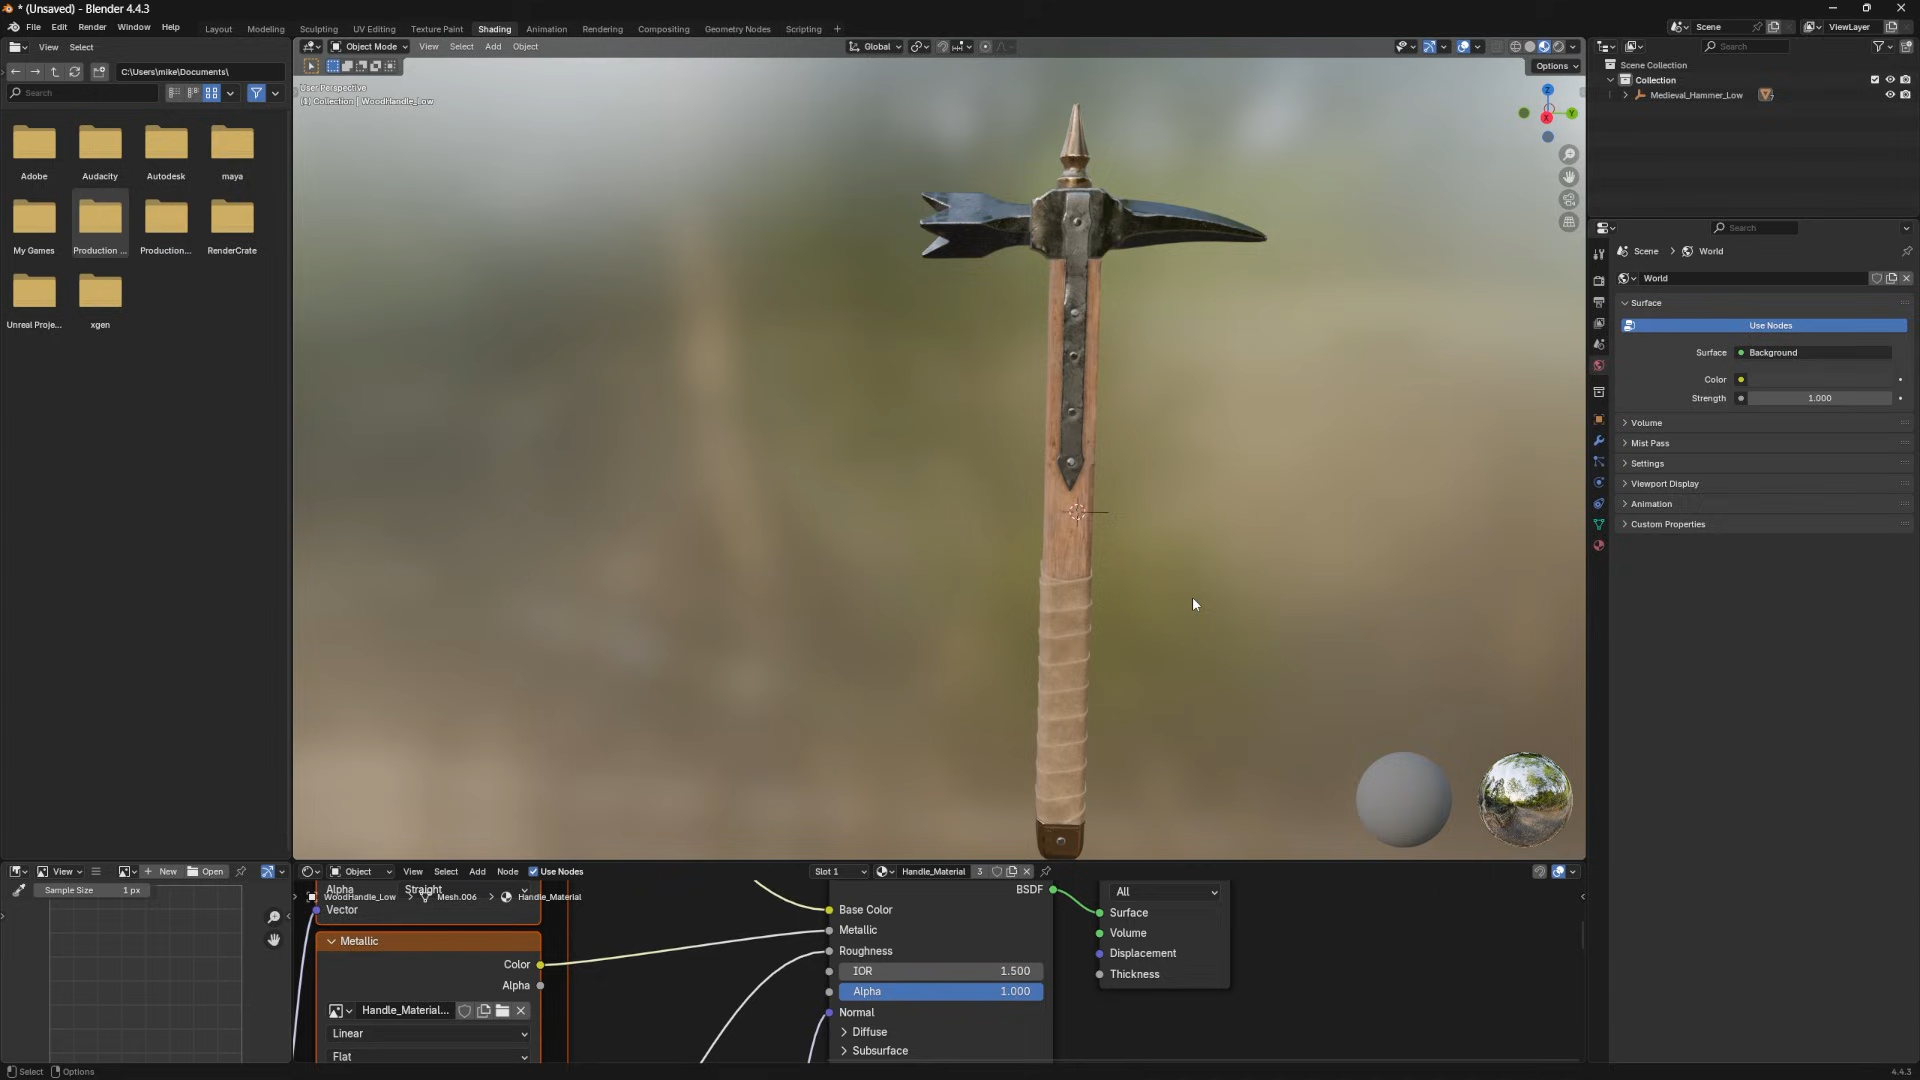 * (Unsaved) - Blender 4.4.3
File Edit Render Window Help
Layout Modeling Sculpting UV Editing Texture Paint Shading Animation Rendering Compositing Geometry Nodes Scripting +
Scene
ViewLayer
View Select
C:\Users\mike\Documents\
Search
Adobe Audacity Autodesk maya
My Games Production ... Production... RenderCrate
Unreal Proje... xgen
Object Mode View Select Add Object
Global
Options
User Perspective
(1) Collection | WoodHandle_Low
Z
Y
X
Search
Scene Collection
Collection
Medieval_Hammer_Low
7
Search
Scene > World
World
Surface
Use Nodes
Surface Background
Color
Strength 1.000
Volume
Mist Pass
Settings
Viewport Display
Animation
Custom Properties
View New Open
Sample Size 1 px
Object View Select Add Node Use Nodes
Slot 1 Handle_Material 3
Alpha Straight
WoodHandle_Low > Mesh.006 > Handle_Material
Vector
Metallic
Color
Alpha
Handle_Material...
Linear
Flat
BSDF
Base Color
Metallic
Roughness
IOR 1.500
Alpha 1.000
Normal
Diffuse
Subsurface
All
Surface
Volume
Displacement
Thickness
Select Options
4.4.3